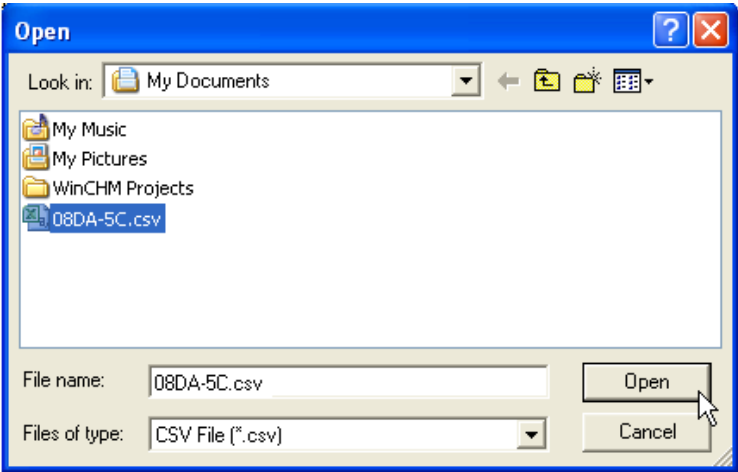 Open
Look in: My Documents
My Music
My Pictures
WinCHM Projects
08DA-5C.csv
File name: 08DA-5C.csv Open
Files of type: CSV File (*.csv) Cancel